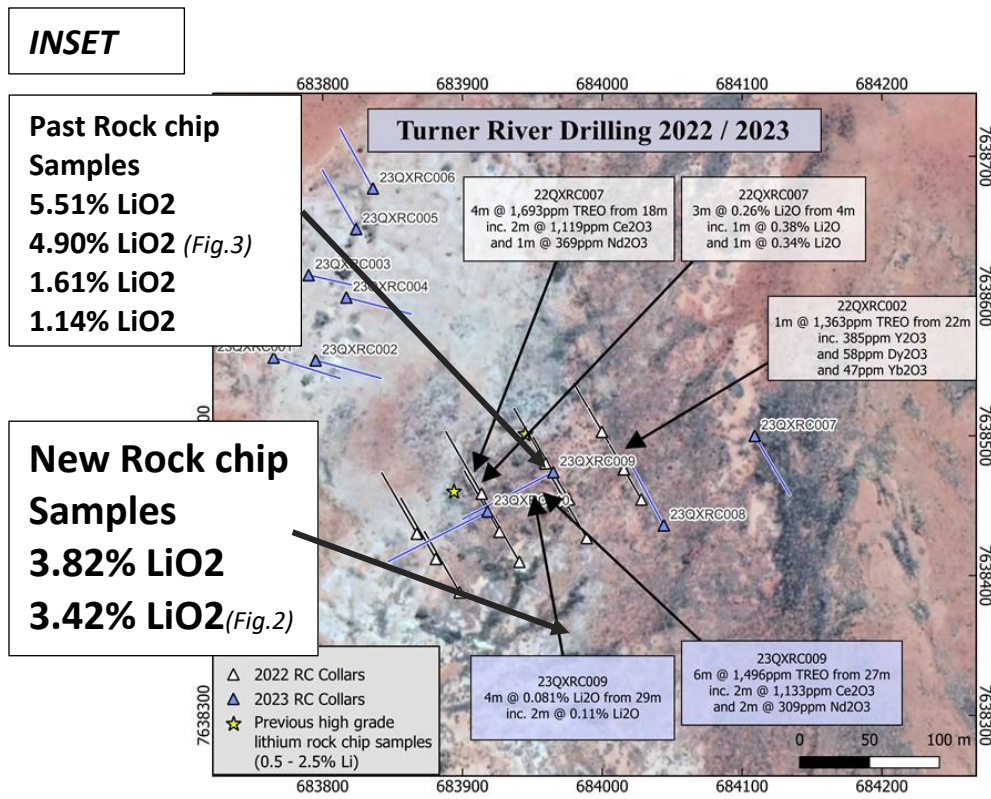 INSET
683800 683900 684000 684100 684200
Past Rock chip
Samples
5.51% LiO2
4.90% LiO2 (Fig.3)
1.61% LiO2
1.14% LiO2
Turner River Drilling 2022 / 2023
7638700
23QXRC006
22QXRC007
4m @ 1,693ppm TREO from 18m
inc. 2m @ 1,119ppm Ce2O3
and 1m @ 369ppm Nd2O3
22QXRC007
3m @ 0.26% Li2O from 4m
inc. 1m @ 0.38% Li2O
and 1m @ 0.34% Li2O
23QXRC005
23QXRC003
23QXRC004
22QXRC002
1m @ 1,363ppm TREO from 22m
inc. 385ppm Y2O3
and 58ppm Dy2O3
and 47ppm Yb2O3
7638600
23QXRC001
23QXRC002
New Rock chip
Samples
3.82% LiO2
3.42% LiO2(Fig.2)
23QXRC007
7638500
23QXRC009
23QXRC008
7638400
2022 RC Collars
2023 RC Collars
Previous high grade
lithium rock chip samples
(0.5 - 2.5% Li)
23QXRC009
4m @ 0.081% Li2O from 29m
inc. 2m @ 0.11% Li2O
23QXRC009
6m @ 1,496ppm TREO from 27m
inc. 2m @ 1,133ppm Ce2O3
and 2m @ 309ppm Nd2O3
7638300
7638300
0 50 100 m
683800 683900 684000 684100 684200